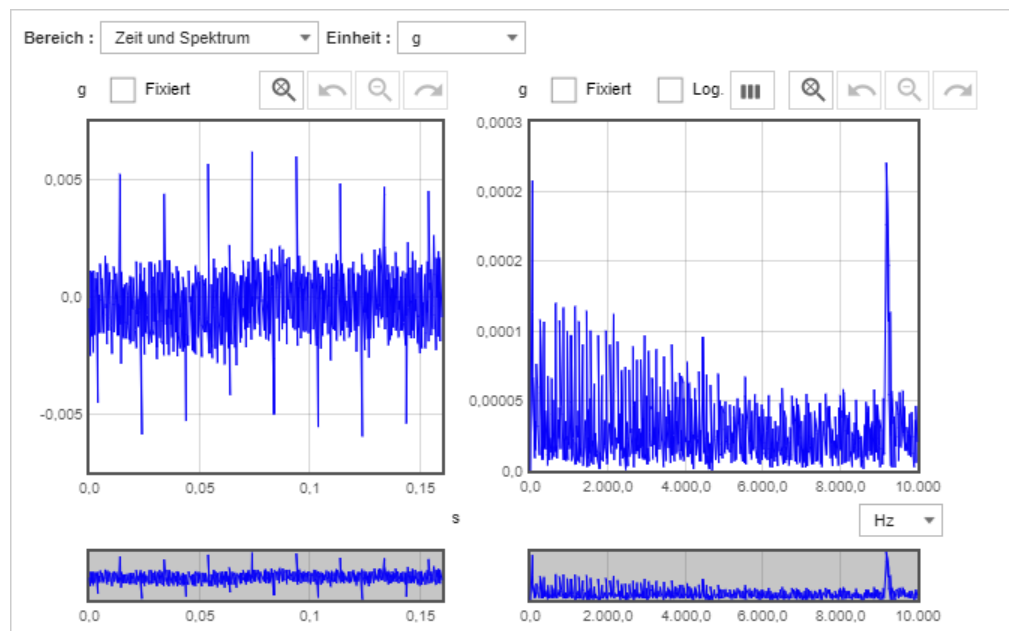 Bereich : Zeit und Spektrum Einheit : g
g Fixiert g Fixiert Log.
0,005
0,0
-0,005
0,0 0,05 0,1 0,15
s
0,0003
0,0002
0,0002
0,0001
0,00005
0,0
0,0 2.000,0 4.000,0 6.000,0 8.000,0 10.000
Hz
0,0 0,05 0,1 0,15
0,0 2.000,0 4.000,0 6.000,0 8.000,0 10.000